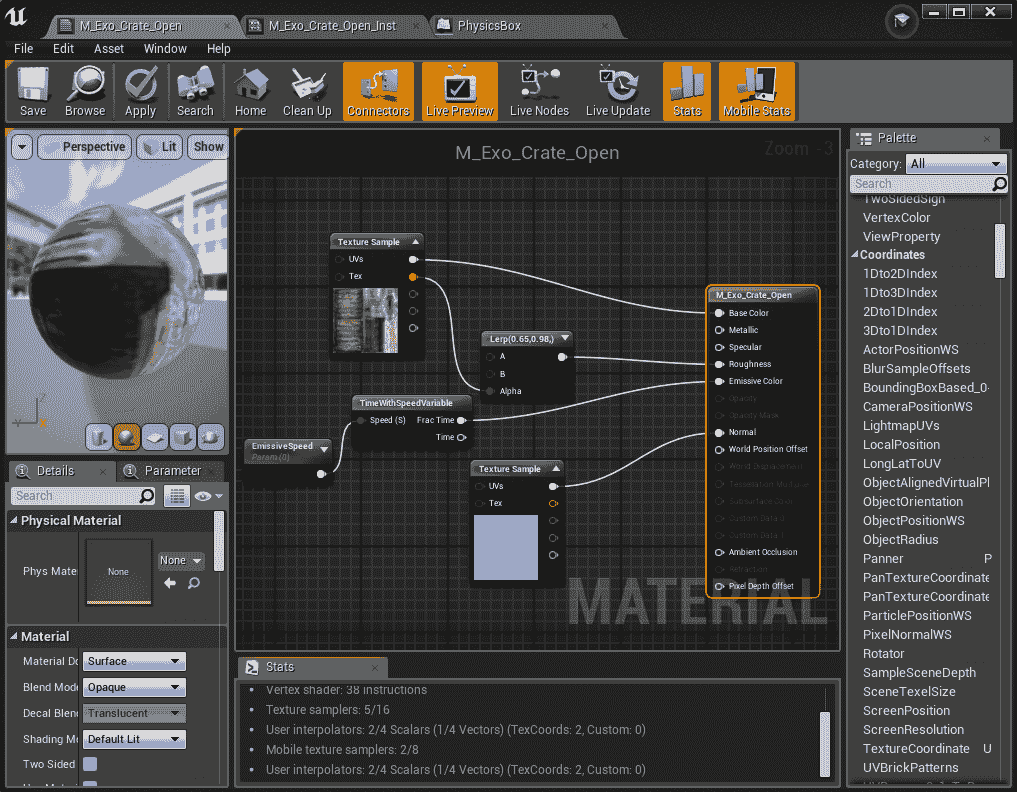 M_Exo_Crate_Open
M_Exo_Crate_Open_Inst
PhysicsBox
File Edit Asset Window Help
Save Browse Apply Search Home Clean Up Connectors Live Preview Live Nodes Live Update Stats Mobile Stats
Perspective Lit Show
M_Exo_Crate_Open
Zoom -3
Texture Sample
UVs
Tex
Lerp(0.65,0.98,)
A
B
Alpha
TimeWithSpeedVariable
Speed (S) Frac Time
Time
EmissiveSpeed
Param (0)
Texture Sample
UVs
Tex
M_Exo_Crate_Open
Base Color
Metallic
Specular
Roughness
Emissive Color
Opacity
Opacity Mask
Normal
World Position Offset
World Displacement
Tessellation Multiplier
Subsurface Color
Custom Data 0
Custom Data 1
Ambient Occlusion
Refraction
Pixel Depth Offset
MATERIAL
Details
Parameter
Search
Physical Material
Phys Mate
None
None
Material
Material Do
Surface
Blend Mode
Opaque
Decal Blen
Translucent
Shading Mo
Default Lit
Two Sided
Stats
Vertex shader: 38 instructions
Texture samplers: 5/16
User interpolators: 2/4 Scalars (1/4 Vectors) (TexCoords: 2, Custom: 0)
Mobile texture samplers: 2/8
User interpolators: 2/4 Scalars (1/4 Vectors) (TexCoords: 2, Custom: 0)
Palette
Category: All
Search
TwoSidedSign
VertexColor
ViewProperty
Coordinates
1Dto2DIndex
1Dto3DIndex
2Dto1DIndex
3Dto1DIndex
ActorPositionWS
BlurSampleOffsets
BoundingBoxBased_0-
CameraPositionWS
LightmapUVs
LocalPosition
LongLatToUV
ObjectAlignedVirtualPl
ObjectOrientation
ObjectPositionWS
ObjectRadius
Panner P
PanTextureCoordinate
PanTextureCoordinate
ParticlePositionWS
PixelNormalWS
Rotator
SampleSceneDepth
SceneTexelSize
ScreenPosition
ScreenResolution
TextureCoordinate U
UVBrickPatterns